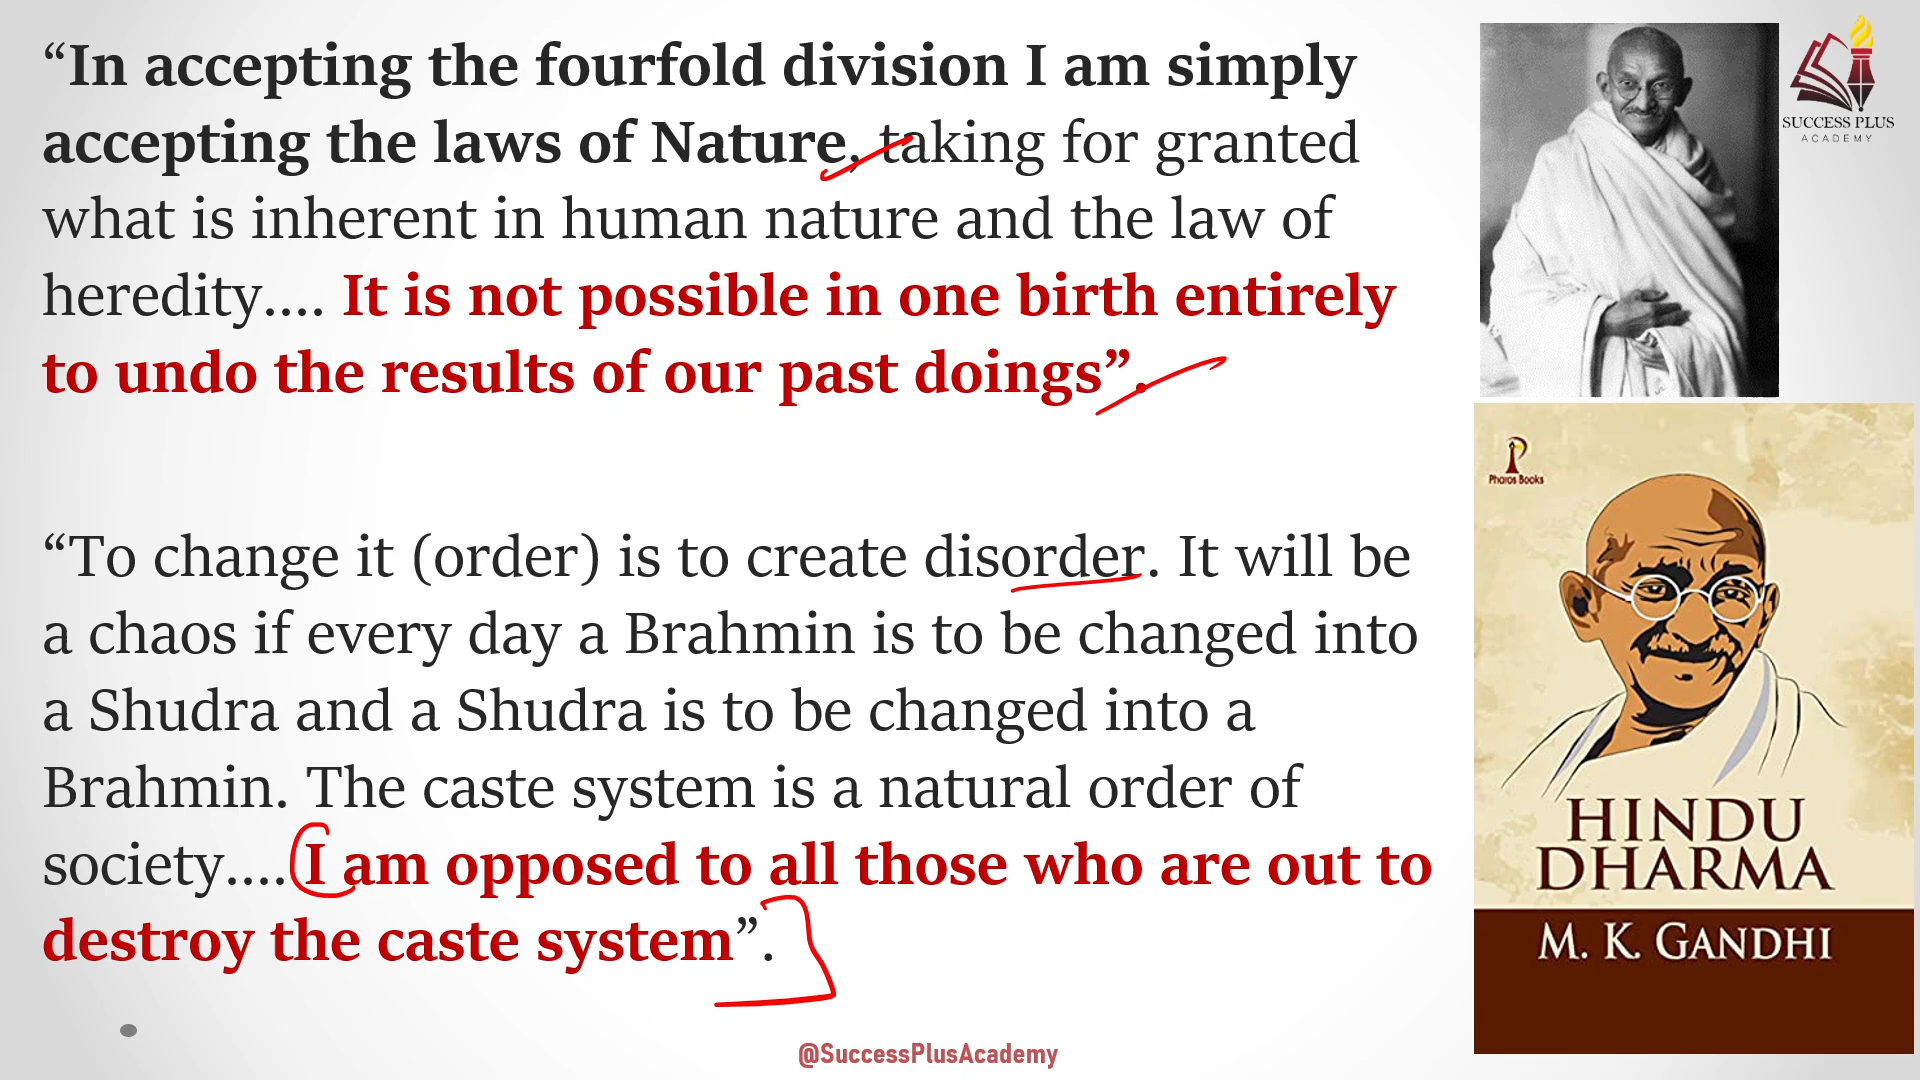 “In accepting the fourfold division I am simply
accepting the laws of Nature, taking for granted
what is inherent in human nature and the law of
heredity.... It is not possible in one birth entirely
to undo the results of our past doings”.
“To change it (order) is to create disorder. It will be
a chaos if every day a Brahmin is to be changed into
a Shudra and a Shudra is to be changed into a
Brahmin. The caste system is a natural order of
society.... I am opposed to all those who are out to
destroy the caste system”.
SUCCESS PLUS
ACADEMY
Pharos Books
HINDU
DHARMA
M. K. GANDHI
@SuccessPlusAcademy